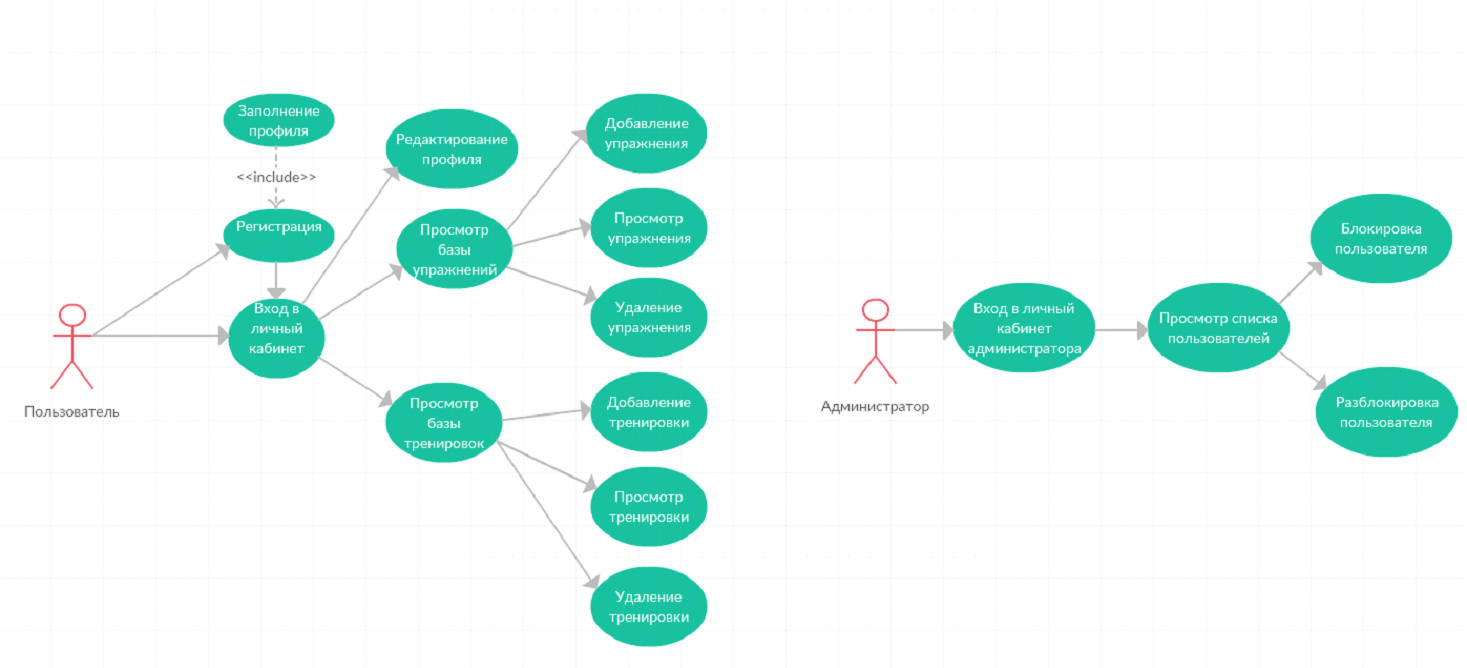 Заполнение
профиля
<<include>>
Регистрация
Вход в
личный
кабинет
Пользователь
Редактирование
профиля
Просмотр
базы
упражнений
Просмотр
базы
тренировок
Добавление
упражнения
Просмотр
упражнения
Удаление
упражнения
Добавление
тренировки
Просмотр
тренировки
Удаление
тренировки
Администратор
Вход в личный
кабинет
администратора
Просмотр списка
пользователей
Блокировка
пользователя
Разблокировка
пользователя